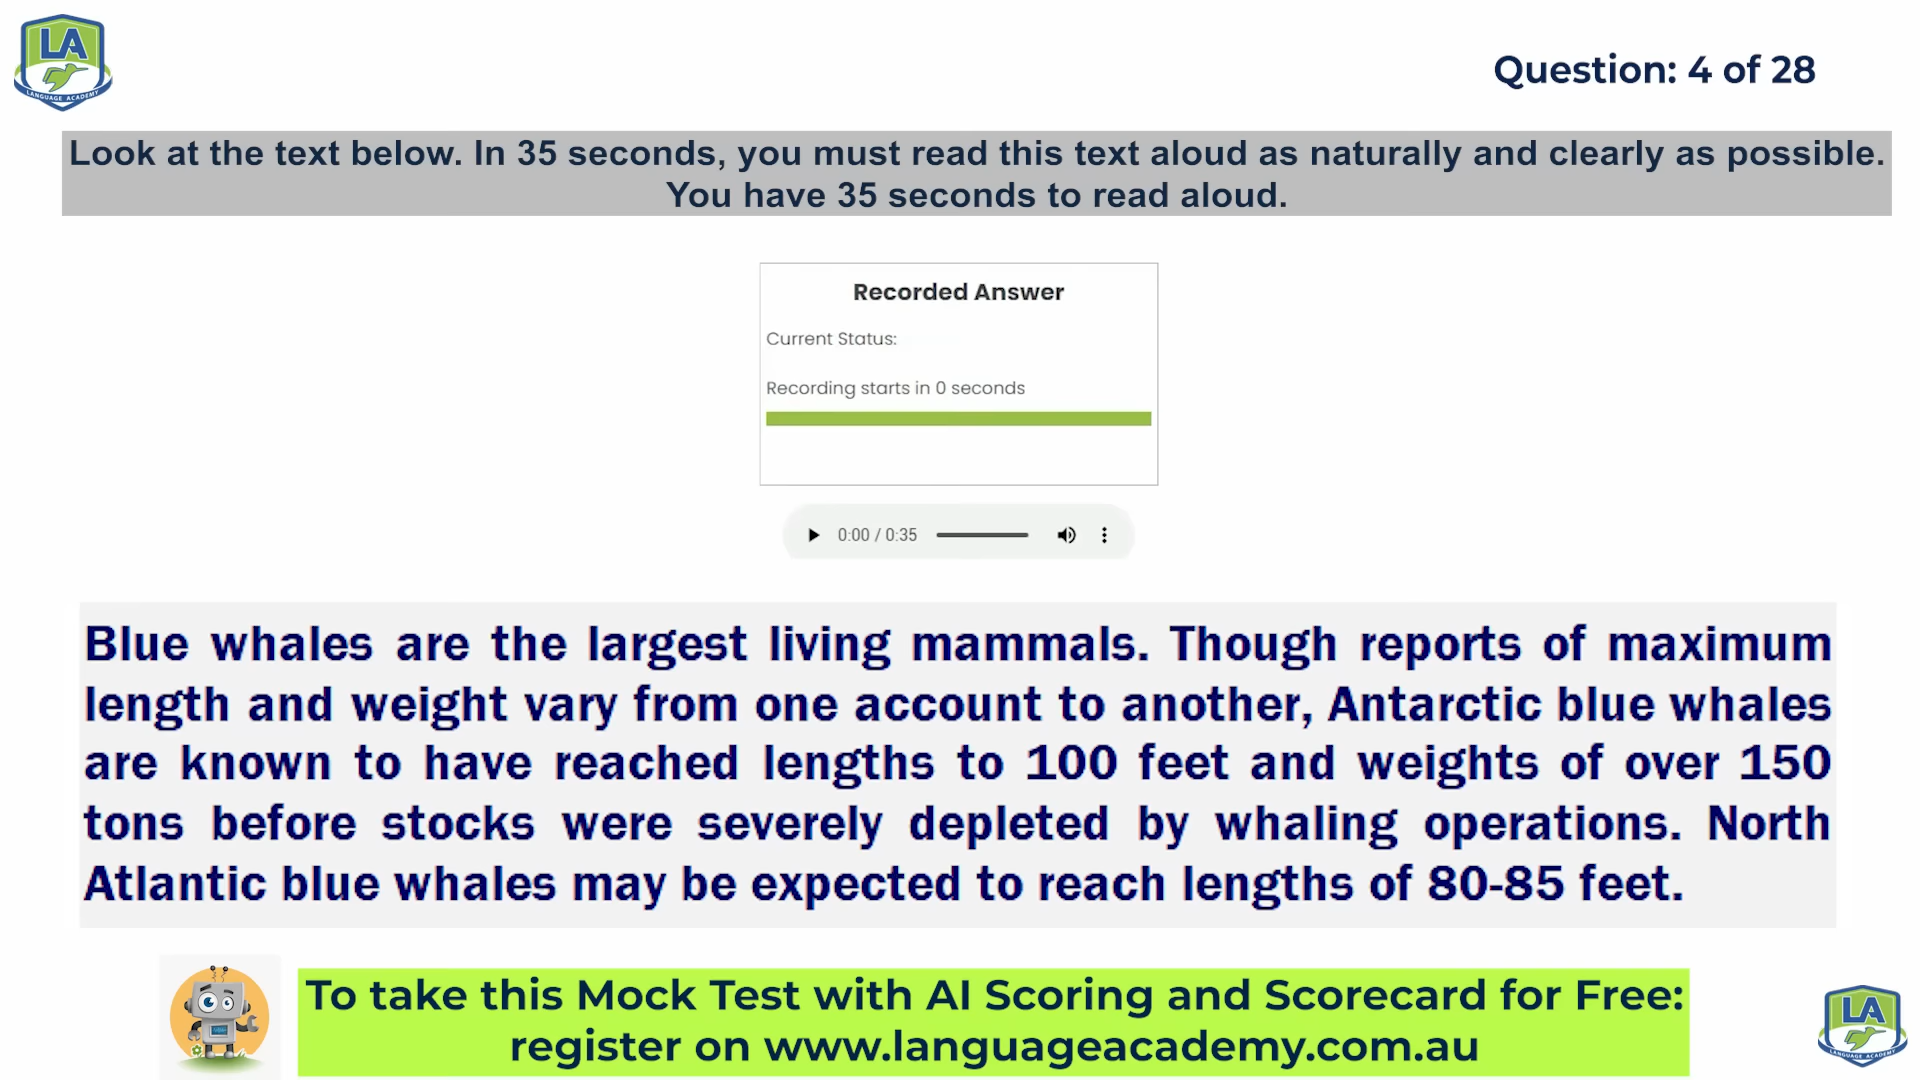 LA
LANGUAGE ACADEMY
Question: 4 of 28
Look at the text below. In 35 seconds, you must read this text aloud as naturally and clearly as possible.
You have 35 seconds to read aloud.
Recorded Answer
Current Status:
Recording starts in 0 seconds
0:00 / 0:35
Blue whales are the largest living mammals. Though reports of maximum
length and weight vary from one account to another, Antarctic blue whales
are known to have reached lengths to 100 feet and weights of over 150
tons before stocks were severely depleted by whaling operations. North
Atlantic blue whales may be expected to reach lengths of 80-85 feet.
To take this Mock Test with AI Scoring and Scorecard for Free:
register on www.languageacademy.com.au
LA
LANGUAGE ACADEMY